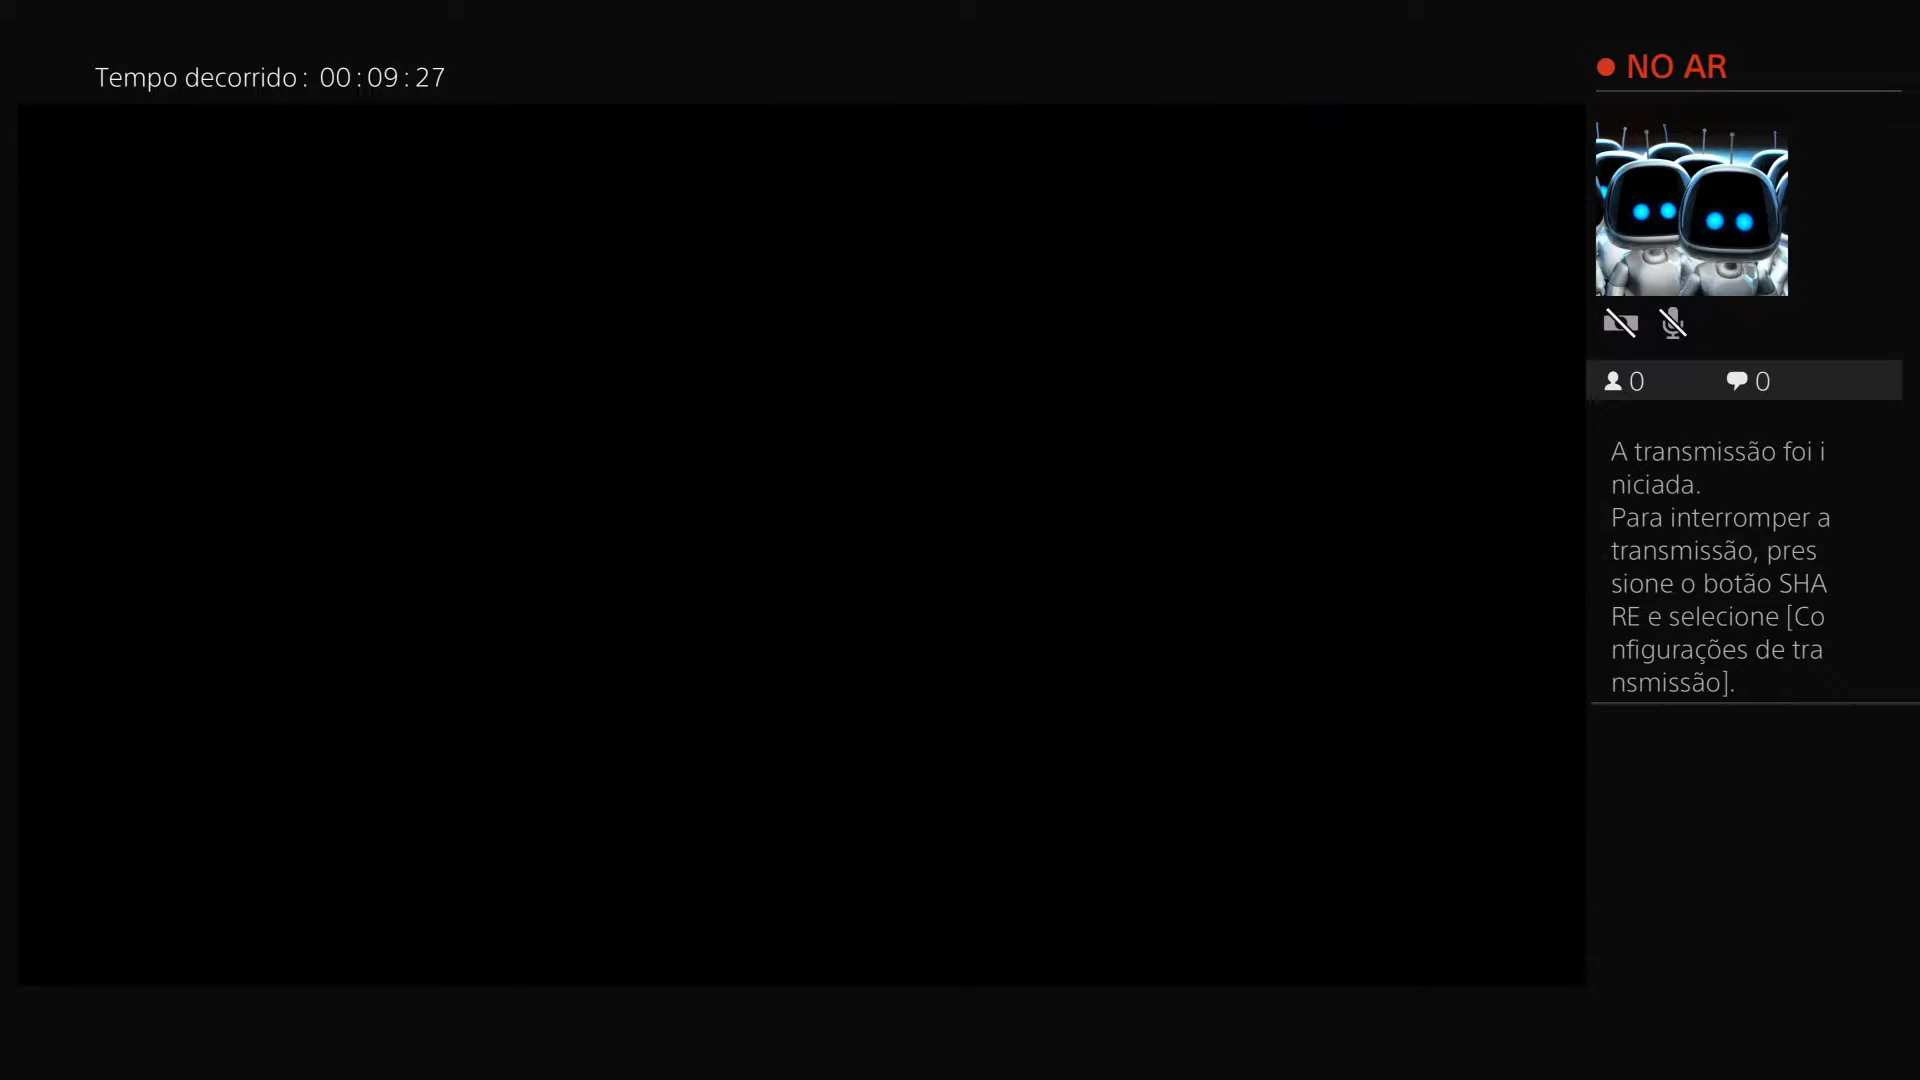 Tempo decorrido: 00:09:27
NO AR
0 0
A transmissão foi i
niciada.
Para interromper a
transmissão, pres
sione o botão SHA
RE e selecione [Co
nfigurações de tra
nsmissão].